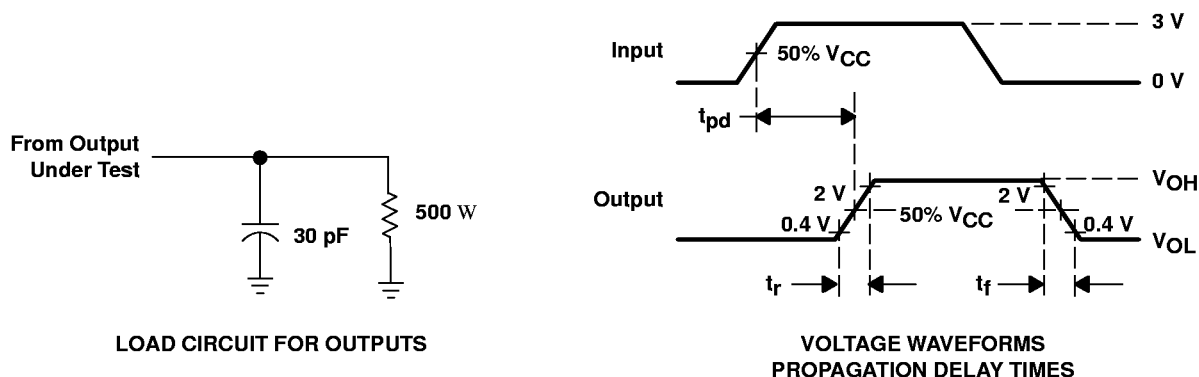 From Output
Under Test
30 pF
500 W
LOAD CIRCUIT FOR OUTPUTS
Input
50% VCC
3 V
0 V
tpd
Output
2 V
50% VCC
0.4 V
2 V
0.4 V
VOH
VOL
tr
tf
VOLTAGE WAVEFORMS
PROPAGATION DELAY TIMES